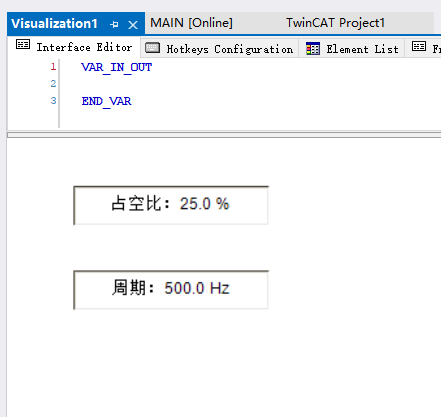 Visualization1 MAIN [Online] TwinCAT Project1
Interface Editor Hotkeys Configuration Element List Fr
1 VAR_IN_OUT
2
3 END_VAR
占空比：25.0 %
周期：500.0 Hz